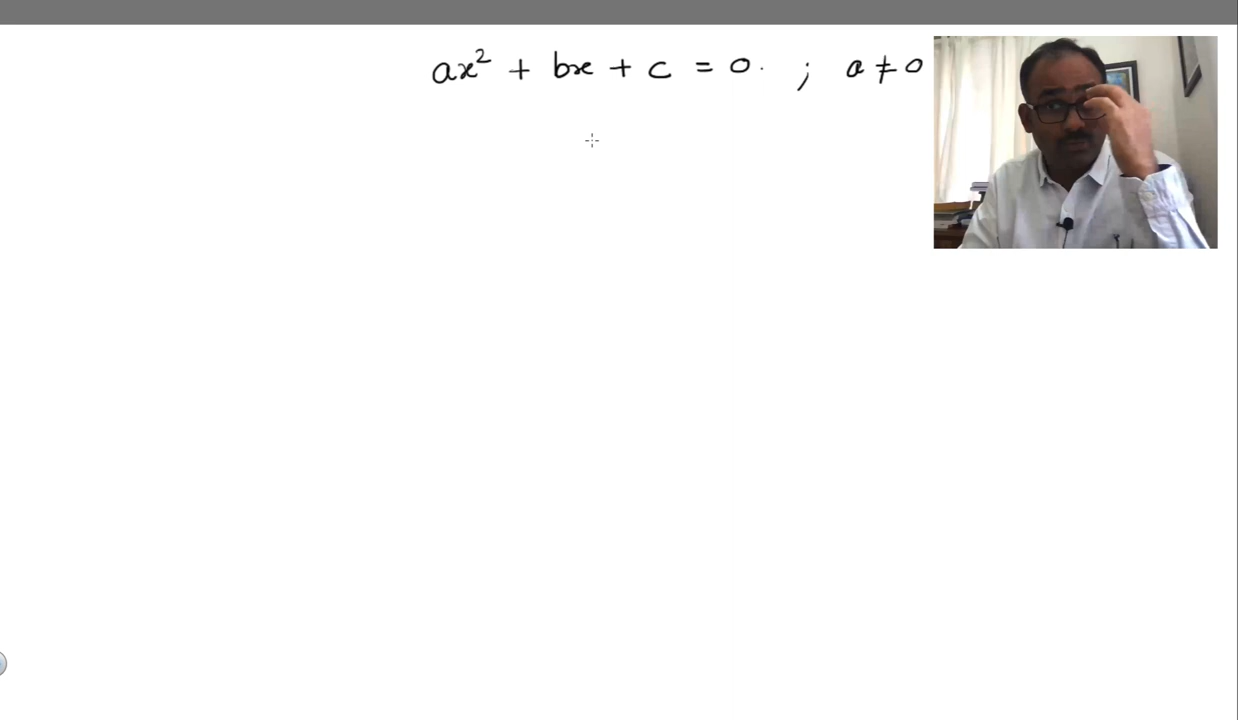 ax² + bx + c = 0. ; a ≠ 0